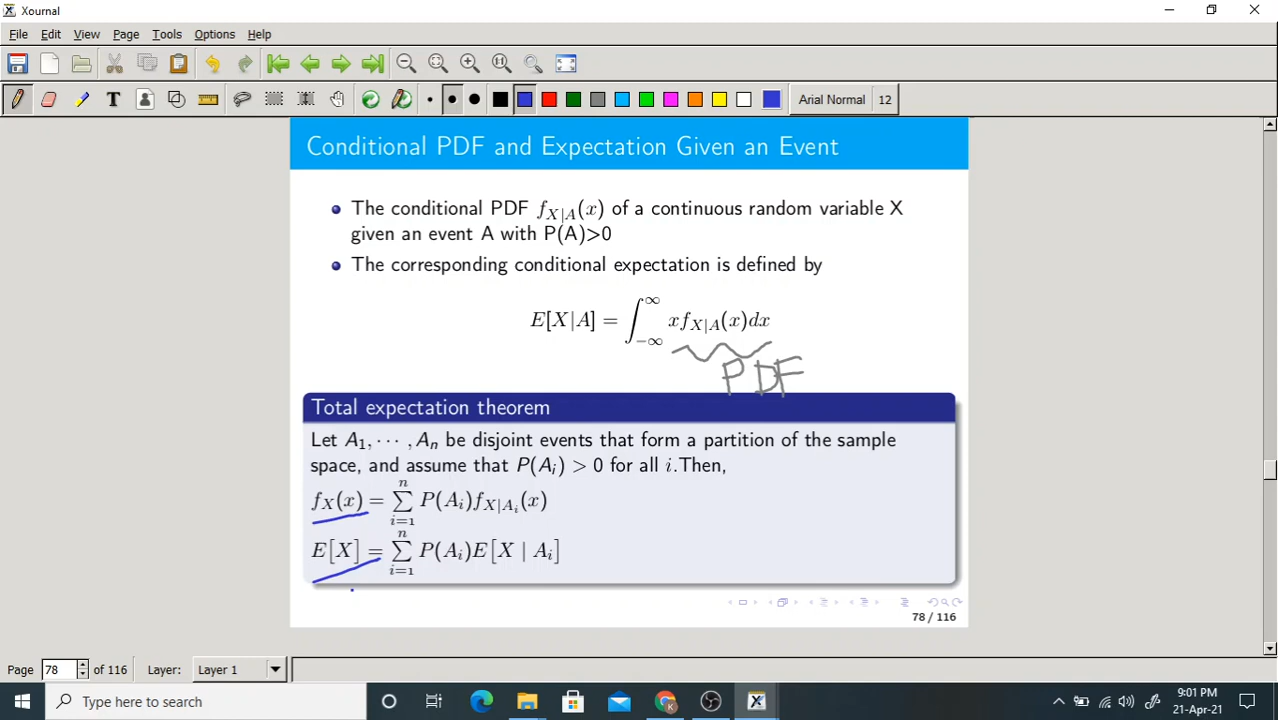 Xournal
File Edit View Page Tools Options Help
Arial Normal 12
Conditional PDF and Expectation Given an Event
The conditional PDF f_{X|A}(x) of a continuous random variable X
given an event A with P(A)>0
The corresponding conditional expectation is defined by
E[X|A] = ∫_{-∞}^{∞} x f_{X|A}(x)dx
PDF
Total expectation theorem
Let A_1, ⋯ , A_n be disjoint events that form a partition of the sample
space, and assume that P(A_i) > 0 for all i.Then,
f_X(x) = ∑_{i=1}^{n} P(A_i)f_{X|A_i}(x)
E[X] = ∑_{i=1}^{n} P(A_i)E[X | A_i]
78 / 116
Page 78 of 116 Layer: Layer 1
Type here to search
9:01 PM
21-Apr-21